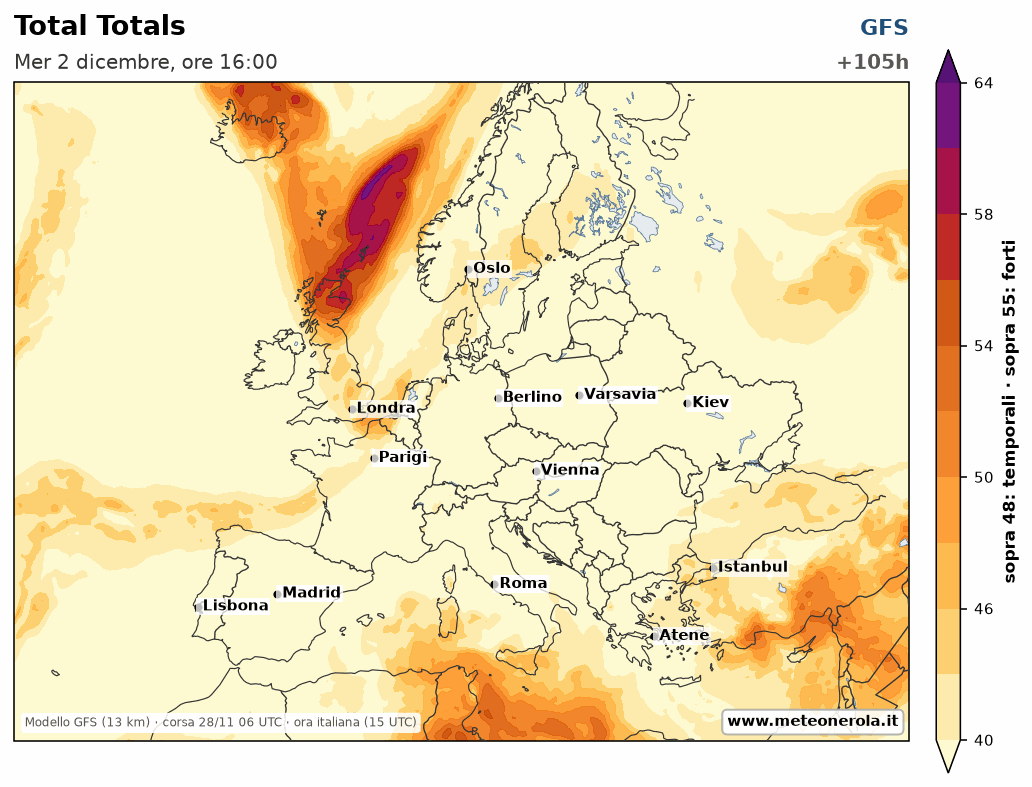 Total Totals
GFS
Mer 2 dicembre, ore 16:00
+105h
64
58
54
50
46
40
sopra 48: temporali · sopra 55: forti
Oslo
Londra
Berlino
Varsavia
Kiev
Parigi
Vienna
Istanbul
Roma
Madrid
Lisbona
Atene
Modello GFS (13 km) · corsa 28/11 06 UTC · ora italiana (15 UTC)
www.meteonerola.it